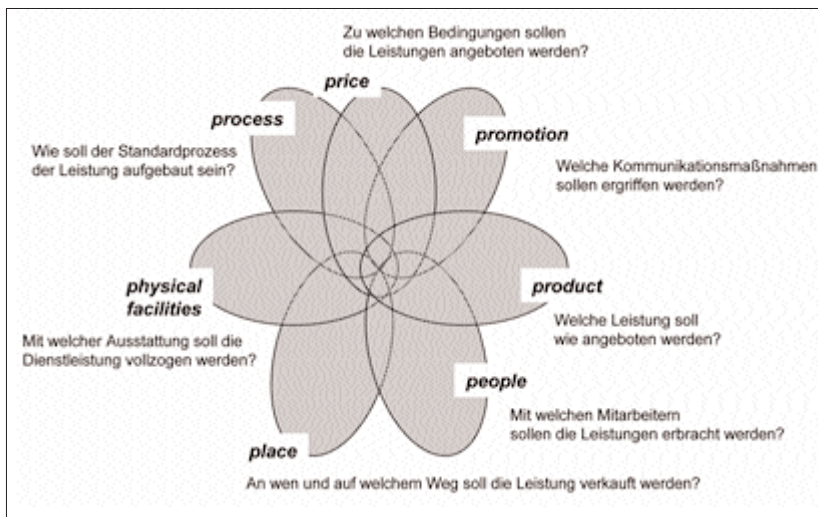 Zu welchen Bedingungen sollen
die Leistungen angeboten werden?
price
process
promotion
Wie soll der Standardprozess
der Leistung aufgebaut sein?
Welche Kommunikationsmaßnahmen
sollen ergriffen werden?
physical
facilities
product
Mit welcher Ausstattung soll die
Dienstleistung vollzogen werden?
Welche Leistung soll
wie angeboten werden?
people
Mit welchen Mitarbeitern
sollen die Leistungen erbracht werden?
place
An wen und auf welchem Weg soll die Leistung verkauft werden?